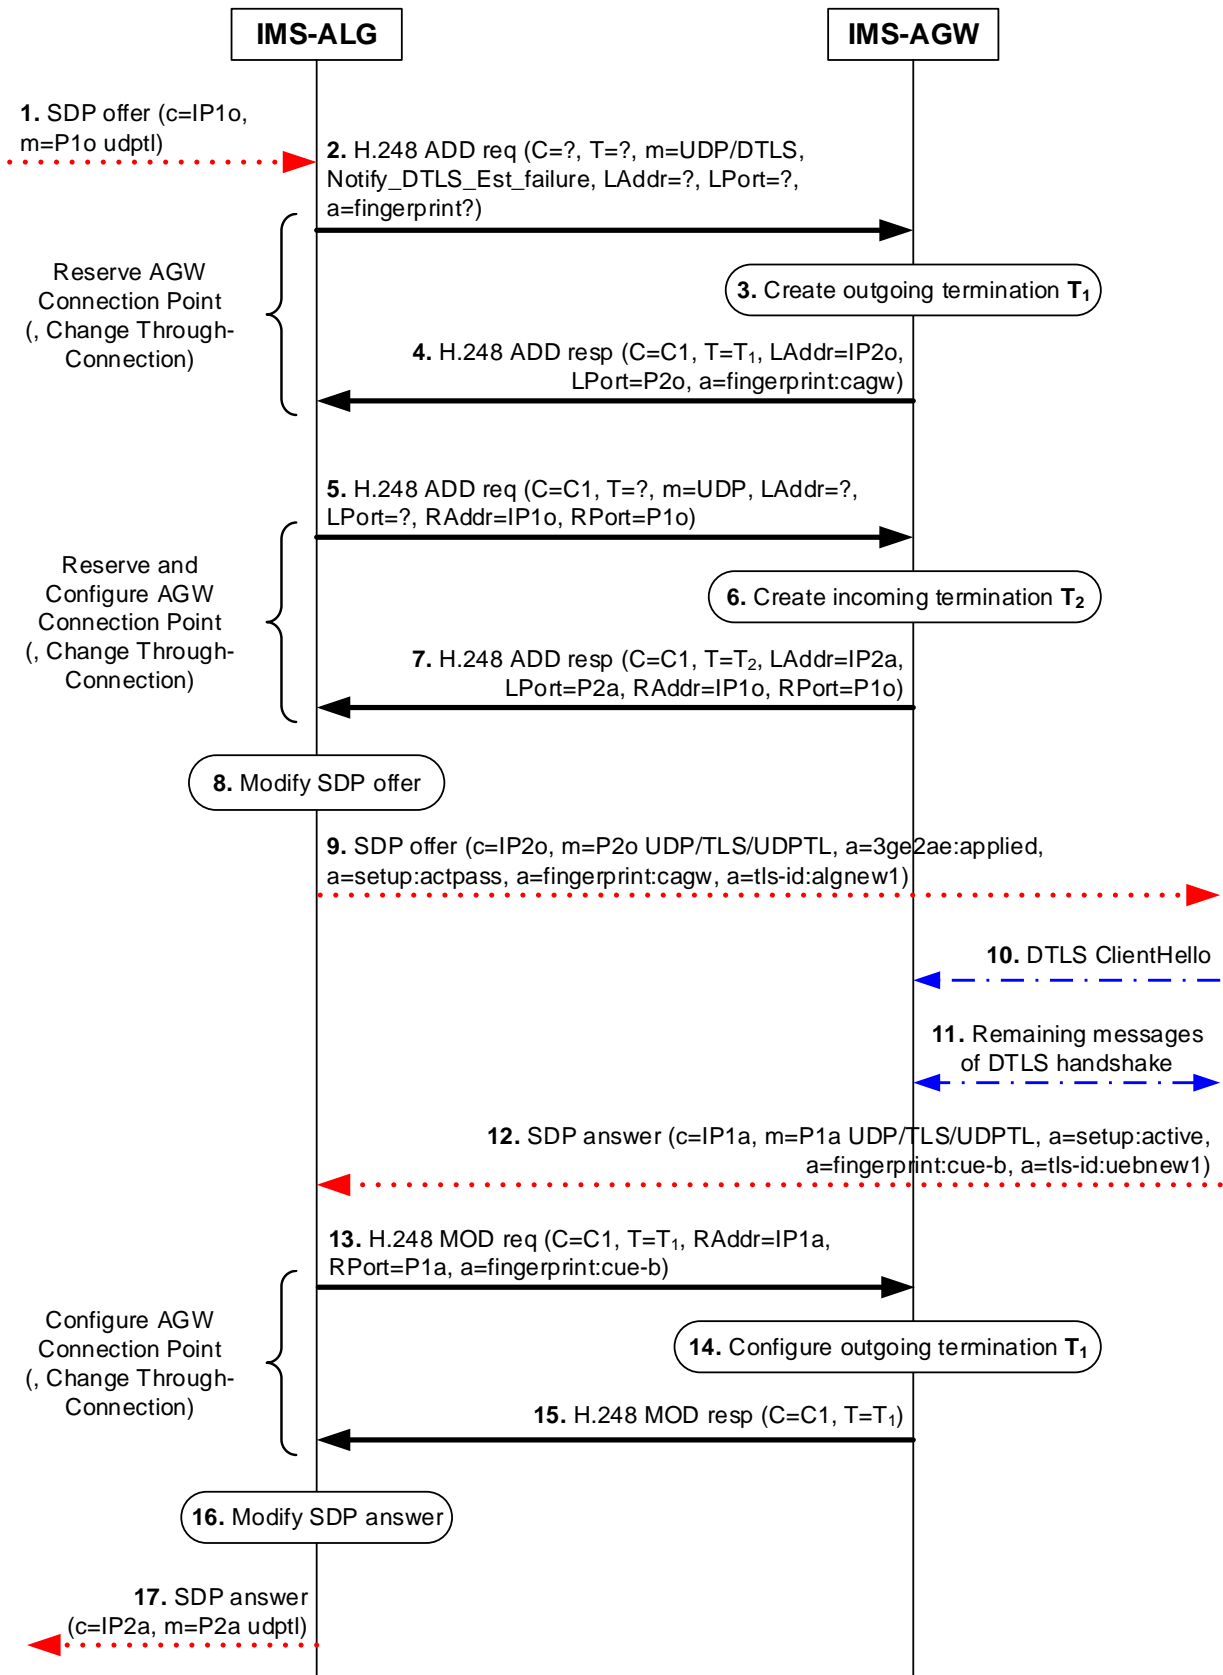 IMS-ALG
IMS-AGW
1. SDP offer (c=IP1o,
m=P1o udptl)
2. H.248 ADD req (C=?, T=?, m=UDP/DTLS,
Notify_DTLS_Est_failure, LAddr=?, LPort=?,
a=fingerprint?)
Reserve AGW
Connection Point
(, Change Through-
Connection)
3. Create outgoing termination T1
4. H.248 ADD resp (C=C1, T=T1, LAddr=IP2o,
LPort=P2o, a=fingerprint:cagw)
5. H.248 ADD req (C=C1, T=?, m=UDP, LAddr=?,
LPort=?, RAddr=IP1o, RPort=P1o)
Reserve and
Configure AGW
Connection Point
(, Change Through-
Connection)
6. Create incoming termination T2
7. H.248 ADD resp (C=C1, T=T2, LAddr=IP2a,
LPort=P2a, RAddr=IP1o, RPort=P1o)
8. Modify SDP offer
9. SDP offer (c=IP2o, m=P2o UDP/TLS/UDPTL, a=3ge2ae:applied,
a=setup:actpass, a=fingerprint:cagw, a=tls-id:algnew1)
10. DTLS ClientHello
11. Remaining messages
of DTLS handshake
12. SDP answer (c=IP1a, m=P1a UDP/TLS/UDPTL, a=setup:active,
a=fingerprint:cue-b, a=tls-id:uebnew1)
13. H.248 MOD req (C=C1, T=T1, RAddr=IP1a,
RPort=P1a, a=fingerprint:cue-b)
Configure AGW
Connection Point
(, Change Through-
Connection)
14. Configure outgoing termination T1
15. H.248 MOD resp (C=C1, T=T1)
16. Modify SDP answer
17. SDP answer
(c=IP2a, m=P2a udptl)